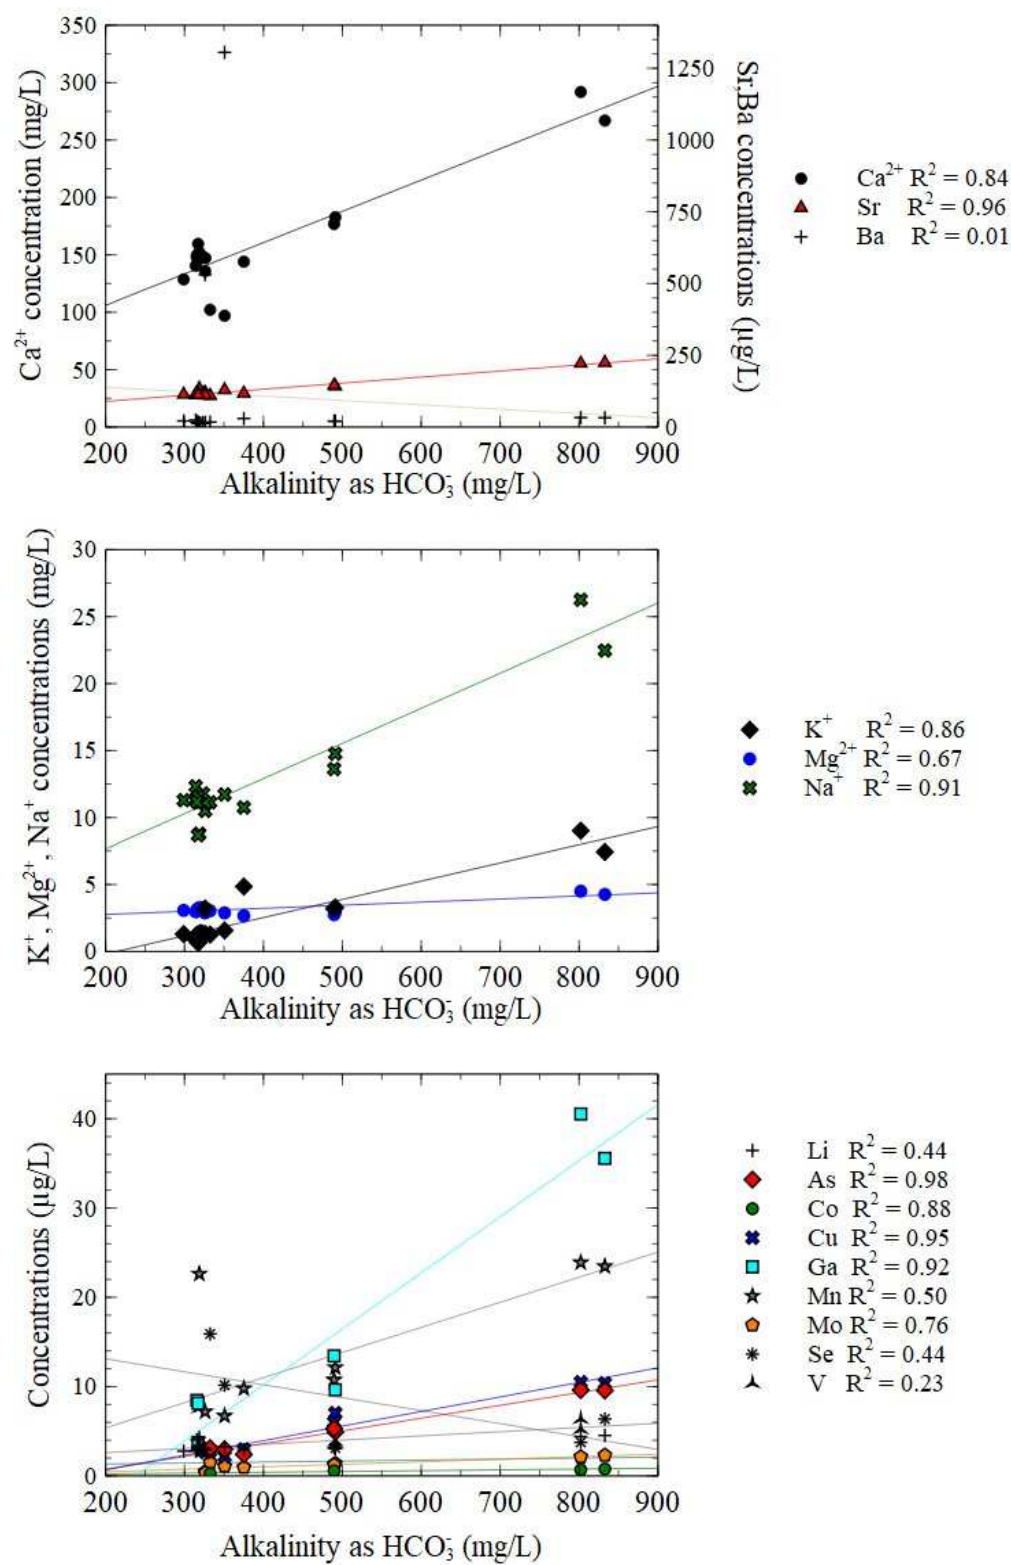 350
300
250
200
150
100
50
0
Ca²⁺ concentration (mg/L)
1250
1000
750
500
250
0
Sr,Ba concentrations (µg/L)
200 300 400 500 600 700 800 900
Alkalinity as HCO₃⁻ (mg/L)
Ca²⁺ R² = 0.84
Sr R² = 0.96
Ba R² = 0.01
30
25
20
15
10
5
0
K⁺, Mg²⁺, Na⁺ concentrations (mg/L)
200 300 400 500 600 700 800 900
Alkalinity as HCO₃⁻ (mg/L)
K⁺ R² = 0.86
Mg²⁺ R² = 0.67
Na⁺ R² = 0.91
40
30
20
10
0
Concentrations (µg/L)
200 300 400 500 600 700 800 900
Alkalinity as HCO₃⁻ (mg/L)
Li R² = 0.44
As R² = 0.98
Co R² = 0.88
Cu R² = 0.95
Ga R² = 0.92
Mn R² = 0.50
Mo R² = 0.76
Se R² = 0.44
V R² = 0.23